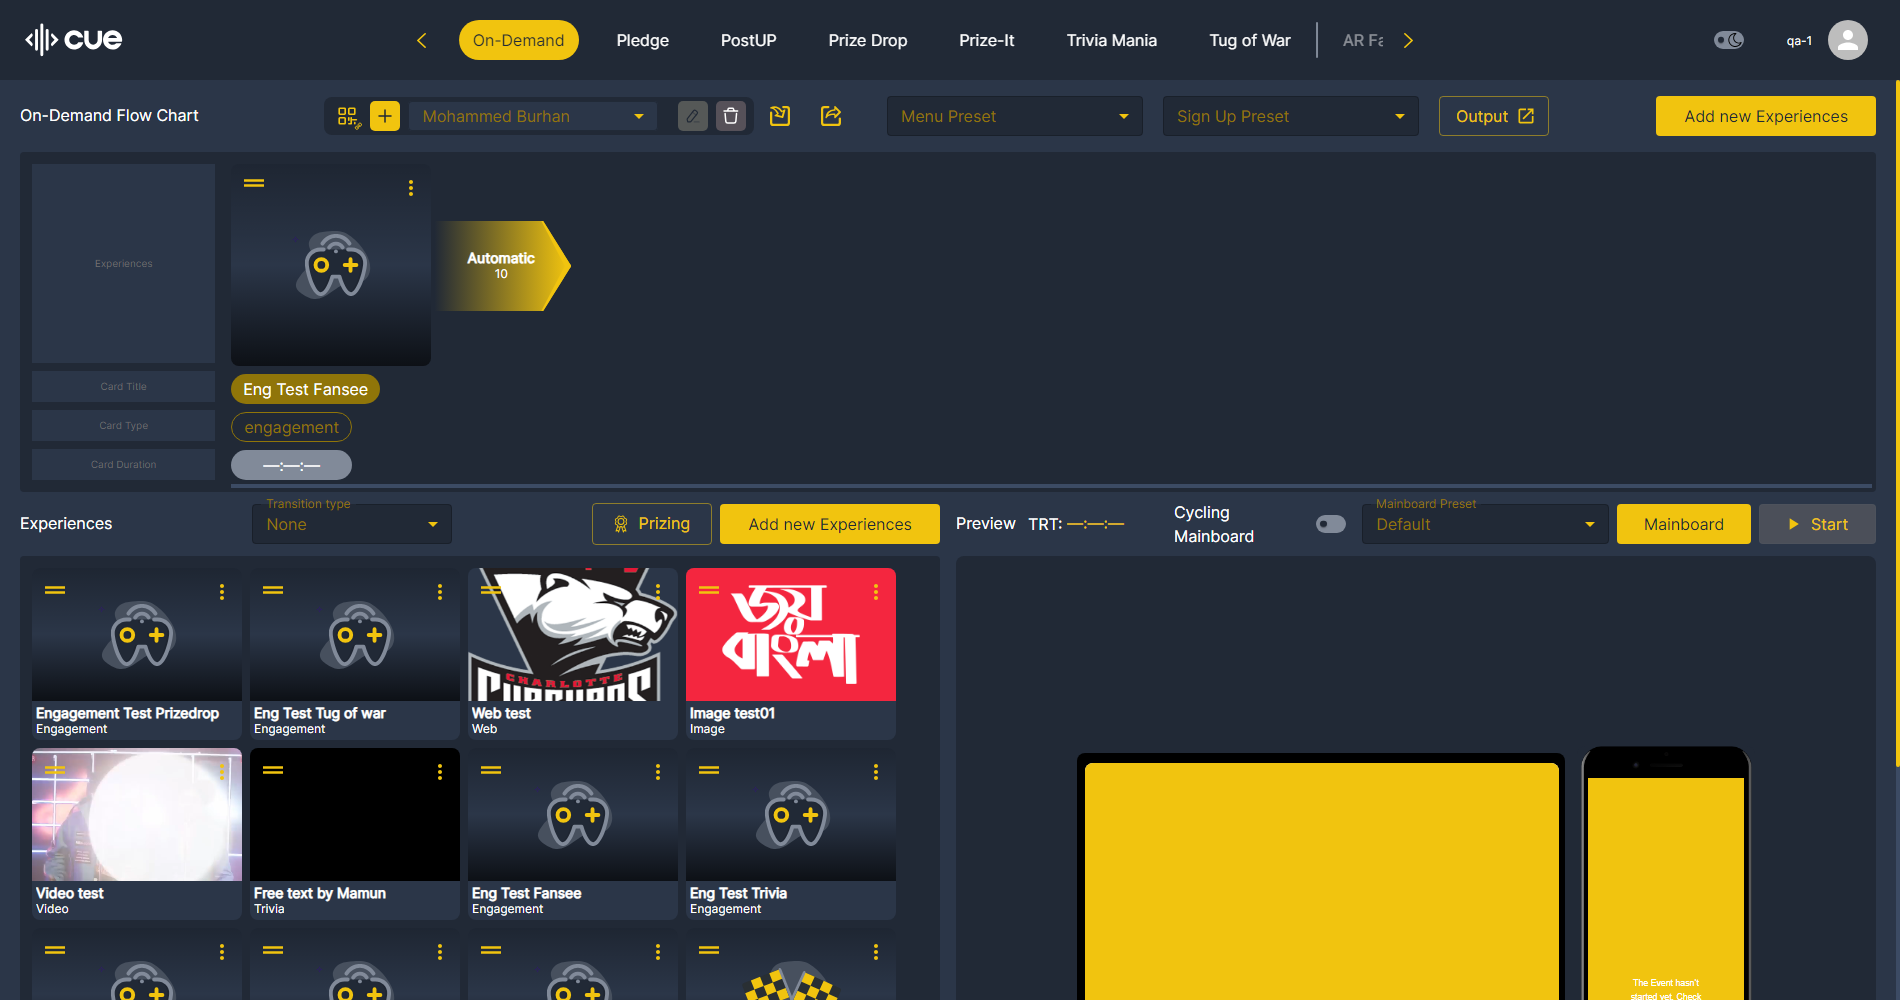 cue
On-Demand
Pledge
PostUP
Prize Drop
Prize-It
Trivia Mania
Tug of War
AR Fa
qa-1
On-Demand Flow Chart
Mohammed Burhan
Menu Preset
Sign Up Preset
Output
Add new Experiences
Experiences
Automatic
10
Card Title
Eng Test Fansee
Card Type
engagement
Card Duration
—:—:—
Experiences
Transition type
None
Prizing
Add new Experiences
Preview
TRT: —:—:—
Cycling
Mainboard
Mainboard Preset
Default
Mainboard
Start
CHARLOTTE
CHECKERS
জয়
বাংলা
Engagement Test Prizedrop
Engagement
Eng Test Tug of war
Engagement
Web test
Web
Image test01
Image
Video test
Video
Free text by Mamun
Trivia
Eng Test Fansee
Engagement
Eng Test Trivia
Engagement
The Event hasn't
started yet. Check